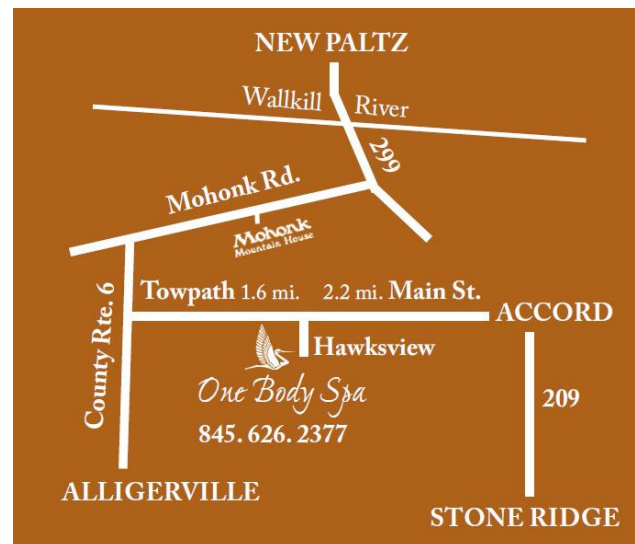 NEW PALTZ
Wallkill River
299
Mohonk Rd.
Mohonk
Mountain House
County Rte. 6
Towpath 1.6 mi. 2.2 mi. Main St.
ACCORD
Hawksview
One Body Spa
845. 626. 2377
209
ALLIGERVILLE
STONE RIDGE